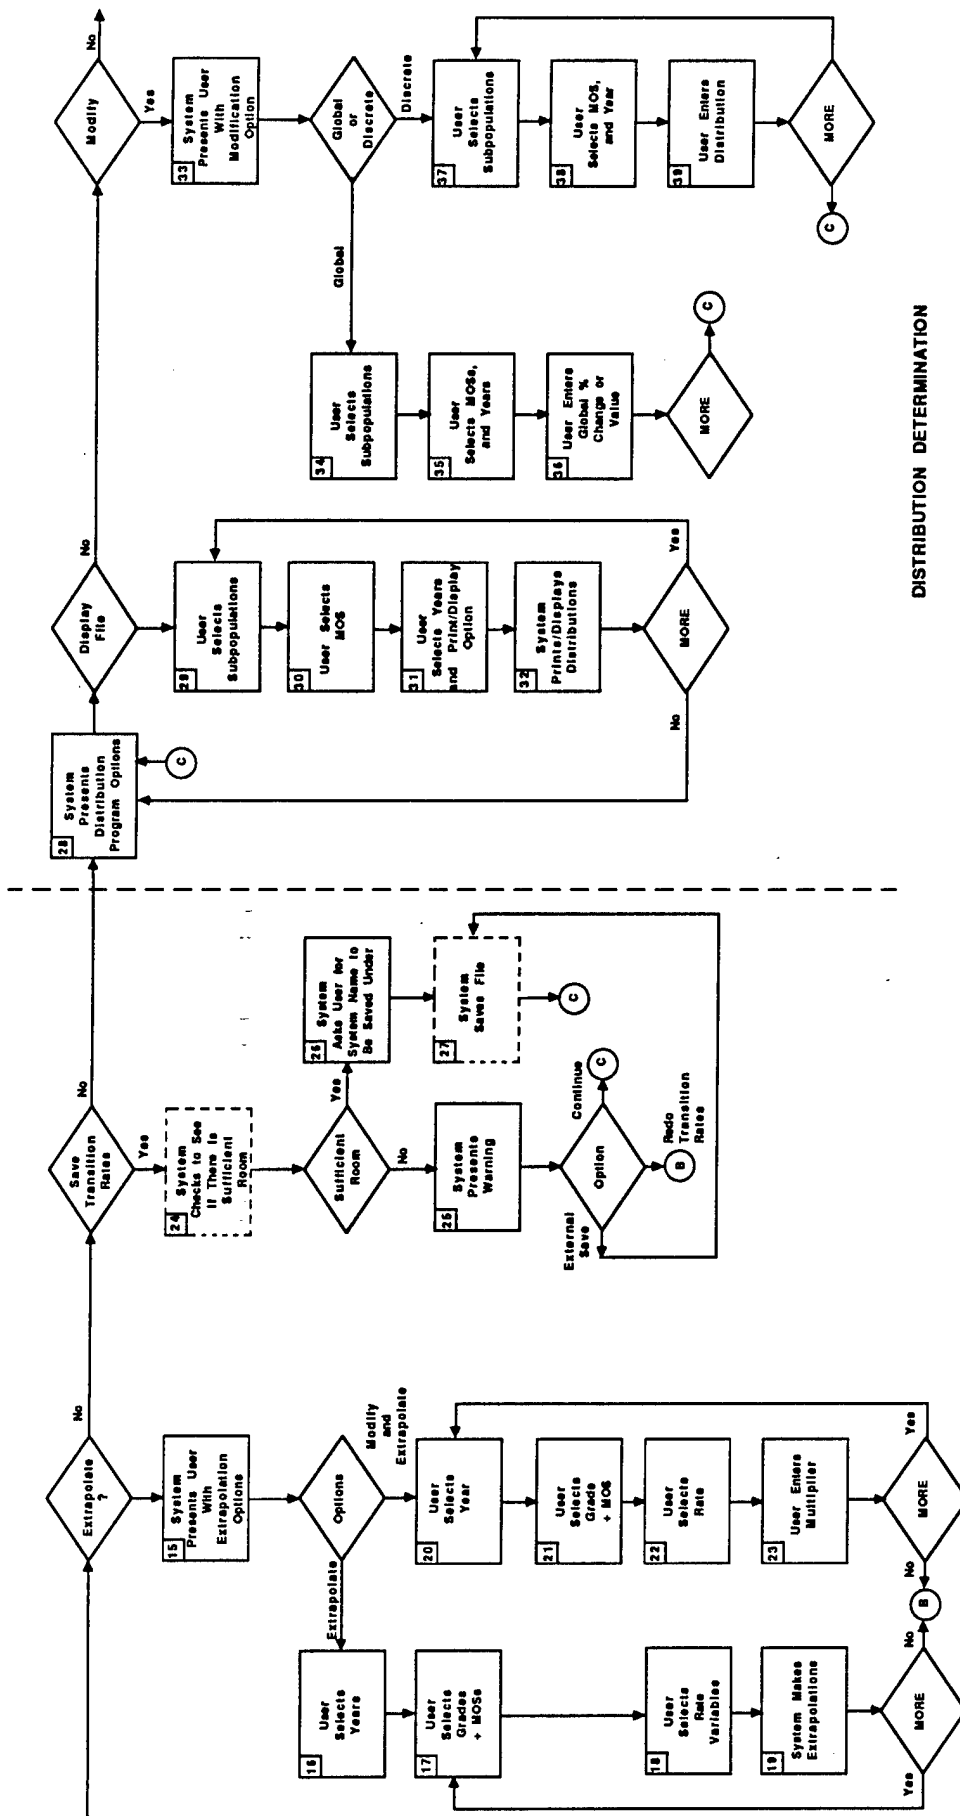 Extrapolate
?
No
15
System
Presents User
With
Extrapolation
Options
Options
Extrapolate
Modify
and
Extrapolate
16
User
Selects
Years
17
User
Selects
Grades
+ MOSs
18
User
Selects
Rate
Variables
19
System Makes
Extrapolations
MORE
Yes
No
B
20
User
Selects
Year
21
User
Selects
Grade
+ MOS
22
User
Selects
Rate
23
User Enters
Multiplier
MORE
Yes
No
Save
Transition
Rates
No
Yes
24
System
Checks to See
If There Is
Sufficient
Room
Sufficient
Room
Yes
No
25
System
Presents
Warning
Option
External
Save
Continue
C
B
Redo
Transition
Rates
26
System
Asks User for
System Name to
Be Saved Under
27
System
Saves File
C
28
System
Presents
Distribution
Program Options
C
Display
File
No
29
User
Selects
Subpopulations
30
User Selects
MOS
31
User
Selects Years
and Print/Display
Option
32
System
Prints/Displays
Distributions
MORE
Yes
No
Modify
No
Yes
33
System
Presents User
With
Modification
Option
Global
or
Discrete
Global
Discrete
34
User
Selects
Subpopulations
35
User
Selects MOSs,
and Years
36
User Enters
Global %
Change or
Value
MORE
C
37
User
Selects
Subpopulations
38
User
Selects MOS,
and Year
39
User Enters
Distribution
MORE
C
DISTRIBUTION DETERMINATION